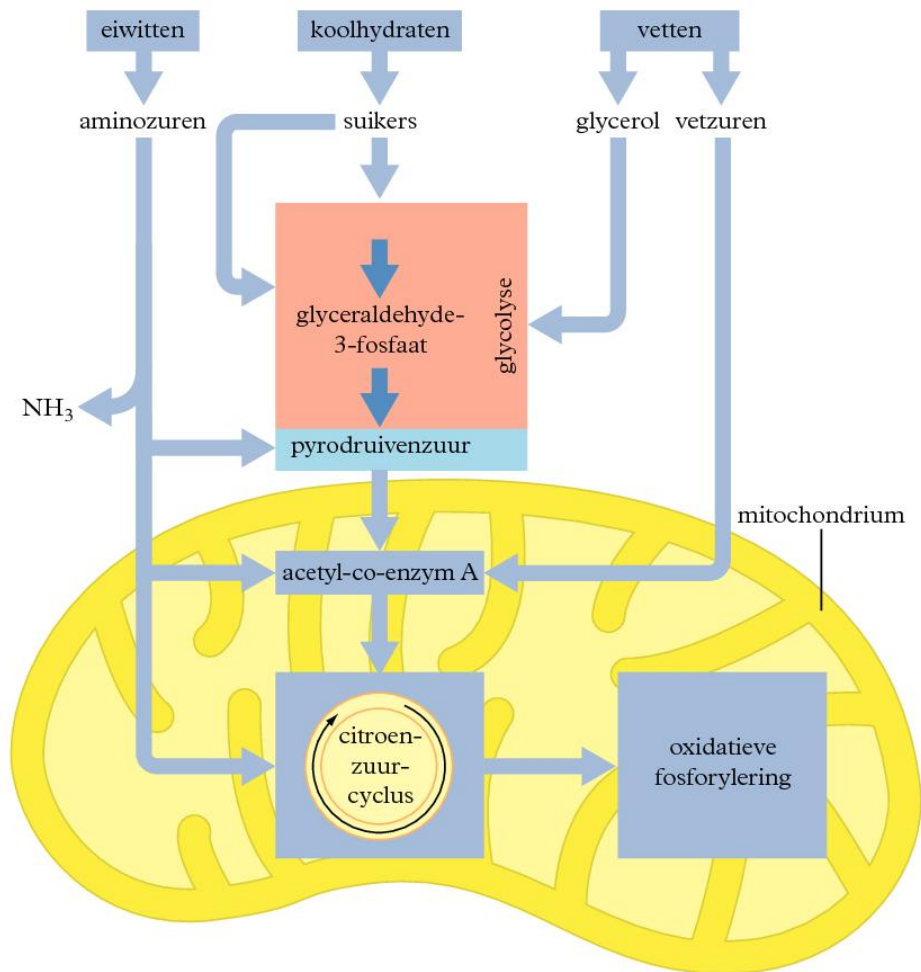 eiwitten
koolhydraten
vetten
aminozuren
suikers
glycerol
vetzuren
glyceraldehyde-
3-fosfaat
glycolyse
NH₃
pyrodruivenzuur
mitochondrium
acetyl-co-enzym A
citroen-
zuur-
cyclus
oxidatieve
fosforylering